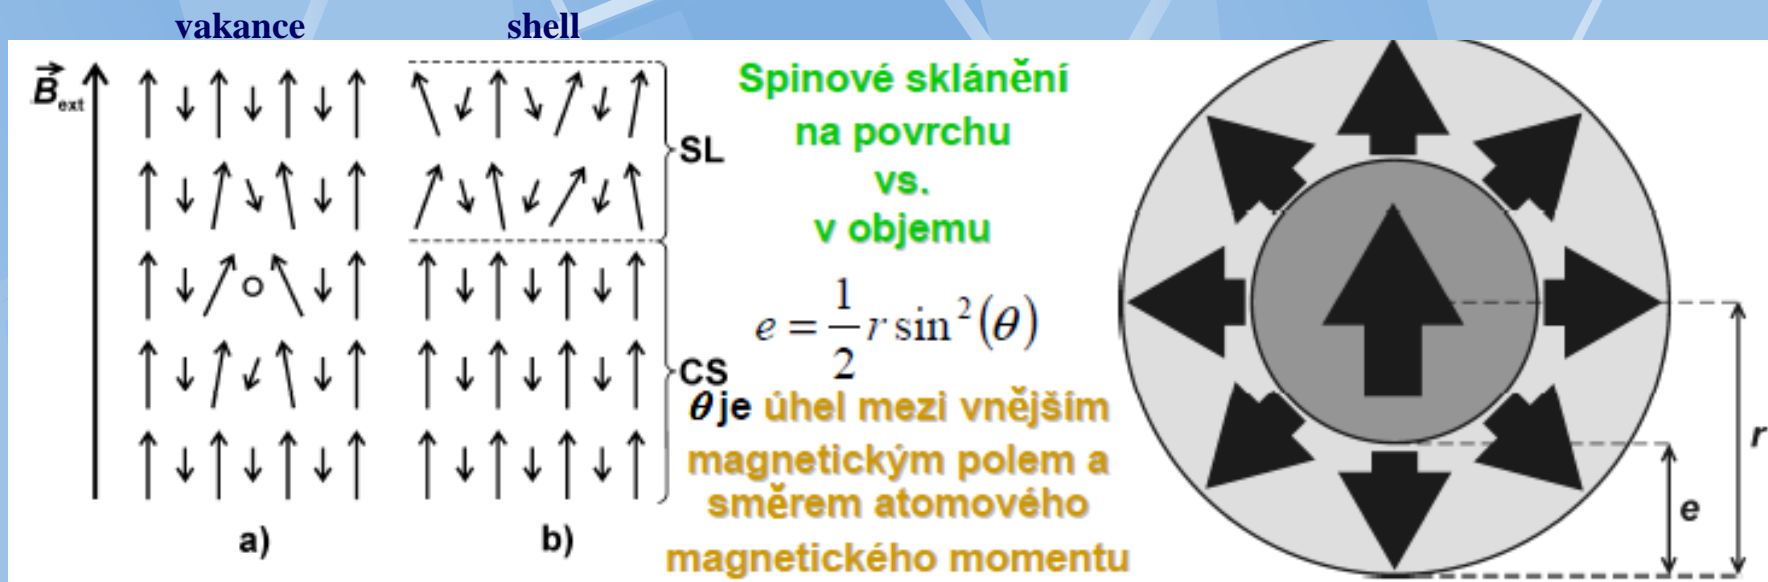 vakance
shell
B⃗ext
a)
b)
SL
CS
Spinové sklánění
na povrchu
vs.
v objemu
e = 1/2 r sin²(θ)
θ je úhel mezi vnějším
magnetickým polem a
směrem atomového
magnetického momentu
r
e